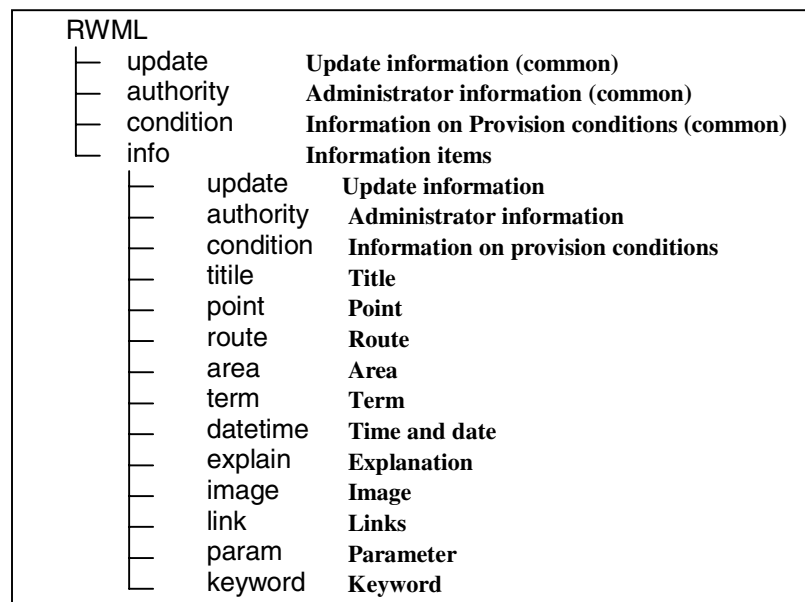 RWML
update Update information (common)
authority Administrator information (common)
condition Information on Provision conditions (common)
info Information items
update Update information
authority Administrator information
condition Information on provision conditions
titile Title
point Point
route Route
area Area
term Term
datetime Time and date
explain Explanation
image Image
link Links
param Parameter
keyword Keyword